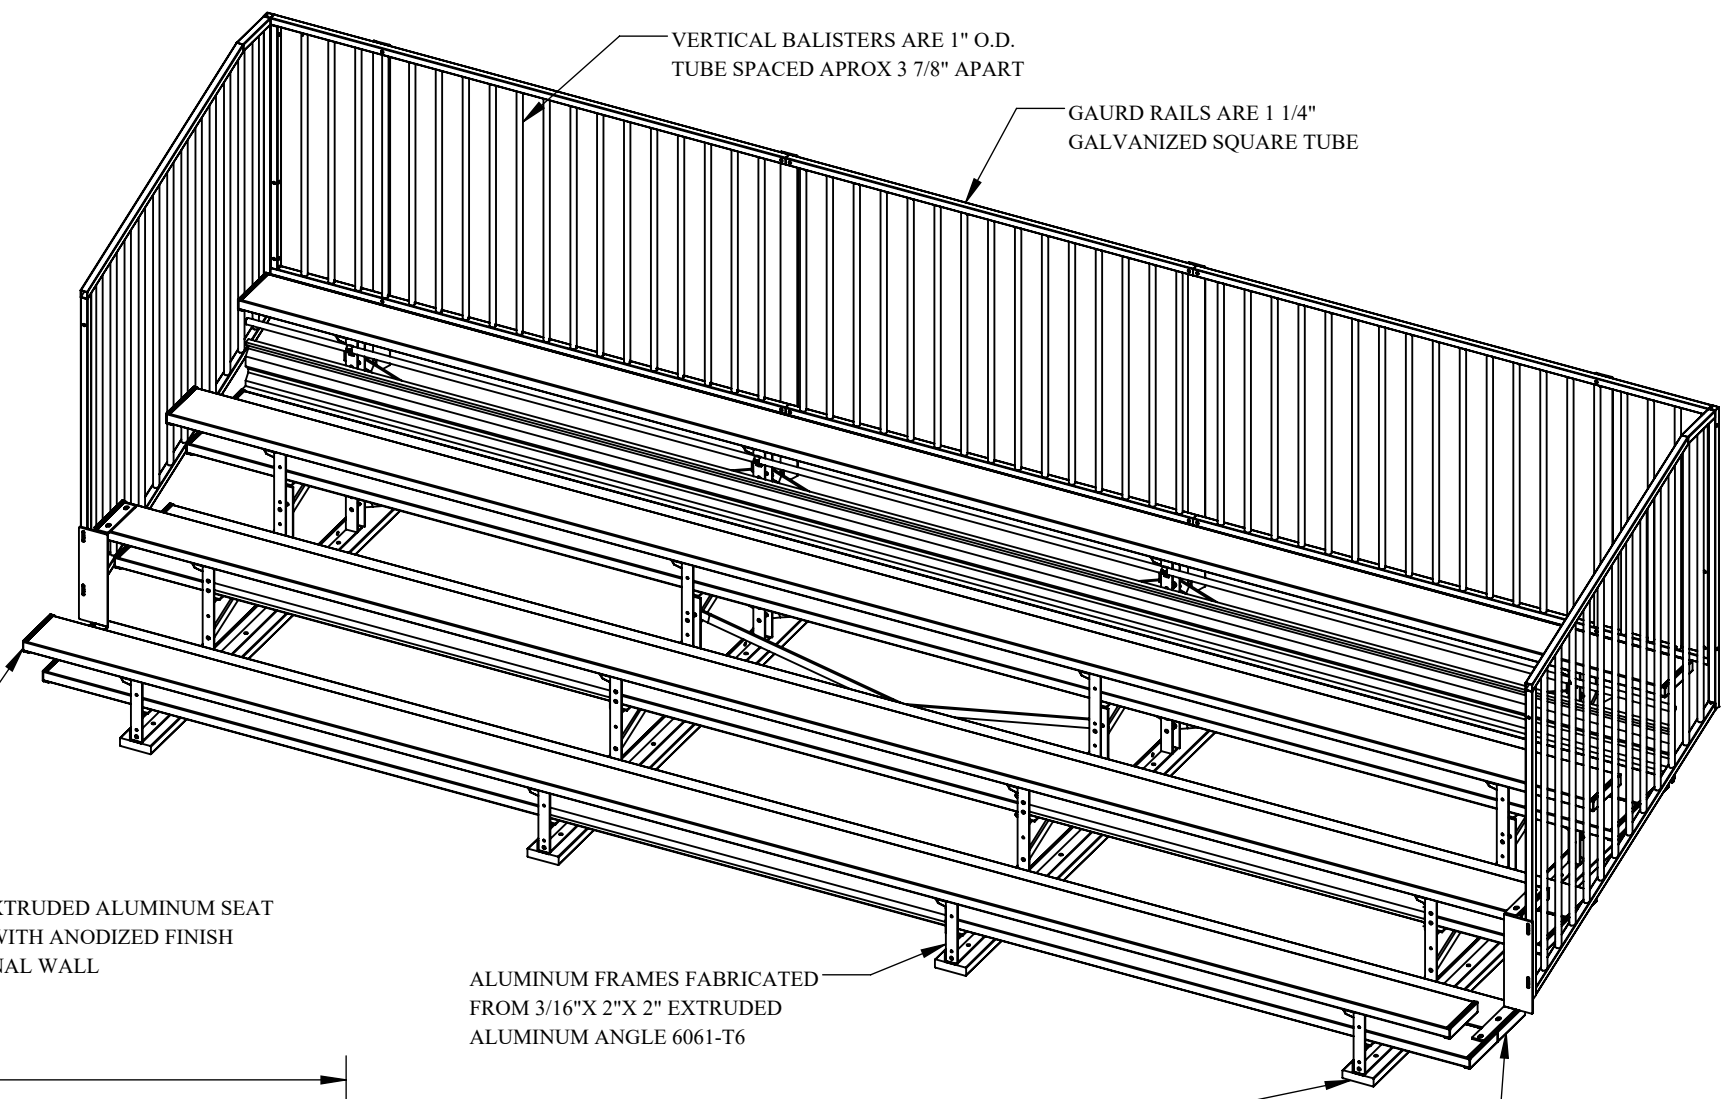 VERTICAL BALISTERS ARE 1" O.D.
TUBE SPACED APROX 3 7/8" APART
GAURD RAILS ARE 1 1/4"
GALVANIZED SQUARE TUBE
XTRUDED ALUMINUM SEAT
WITH ANODIZED FINISH
NAL WALL
ALUMINUM FRAMES FABRICATED
FROM 3/16"X 2"X 2" EXTRUDED
ALUMINUM ANGLE 6061-T6